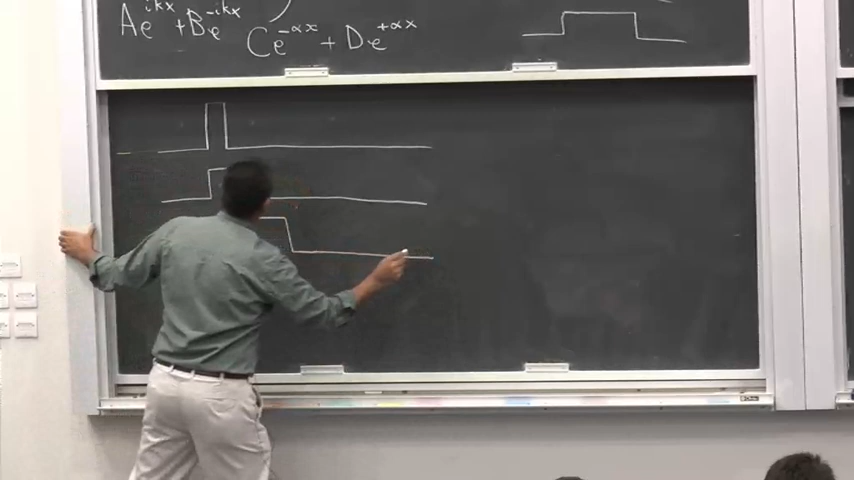 Ae^ikx + Be^-ikx
Ce^-αx + De^+αx